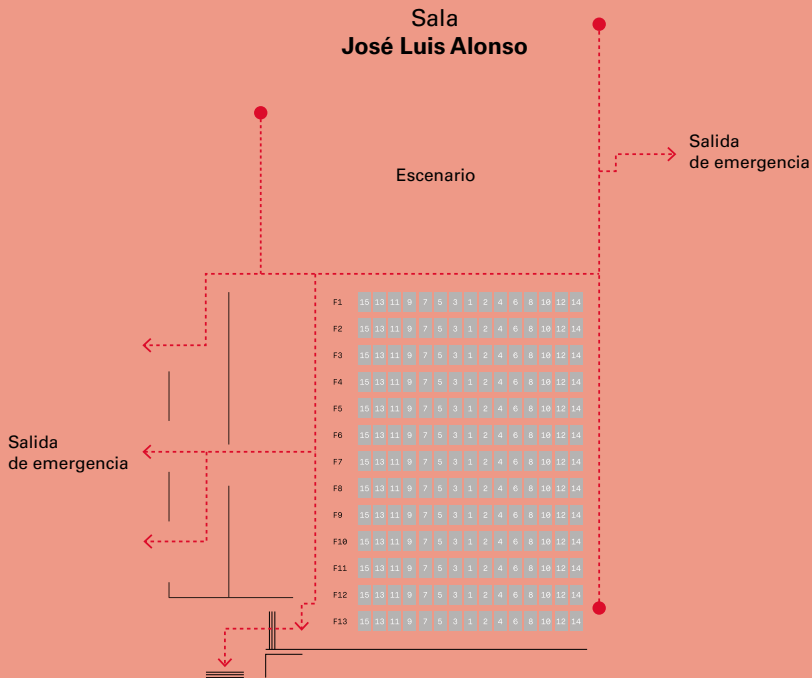 Sala
José Luis Alonso
Salida
de emergencia
Escenario
F1 15 13 11 9 7 5 3 1 2 4 6 8 10 12 14
F2 15 13 11 9 7 5 3 1 2 4 6 8 10 12 14
F3 15 13 11 9 7 5 3 1 2 4 6 8 10 12 14
F4 15 13 11 9 7 5 3 1 2 4 6 8 10 12 14
F5 15 13 11 9 7 5 3 1 2 4 6 8 10 12 14
F6 15 13 11 9 7 5 3 1 2 4 6 8 10 12 14
Salida
de emergencia
F7 15 13 11 9 7 5 3 1 2 4 6 8 10 12 14
F8 15 13 11 9 7 5 3 1 2 4 6 8 10 12 14
F9 15 13 11 9 7 5 3 1 2 4 6 8 10 12 14
F10 15 13 11 9 7 5 3 1 2 4 6 8 10 12 14
F11 15 13 11 9 7 5 3 1 2 4 6 8 10 12 14
F12 15 13 11 9 7 5 3 1 2 4 6 8 10 12 14
F13 15 13 11 9 7 5 3 1 2 4 6 8 10 12 14